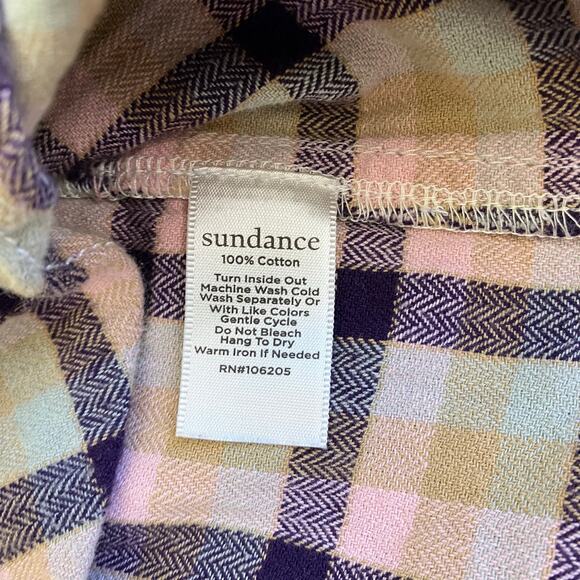 sundance
100% Cotton
Turn Inside Out
Machine Wash Cold
Wash Separately Or
With Like Colors
Gentle Cycle
Do Not Bleach
Hang To Dry
Warm Iron If Needed
RN#106205